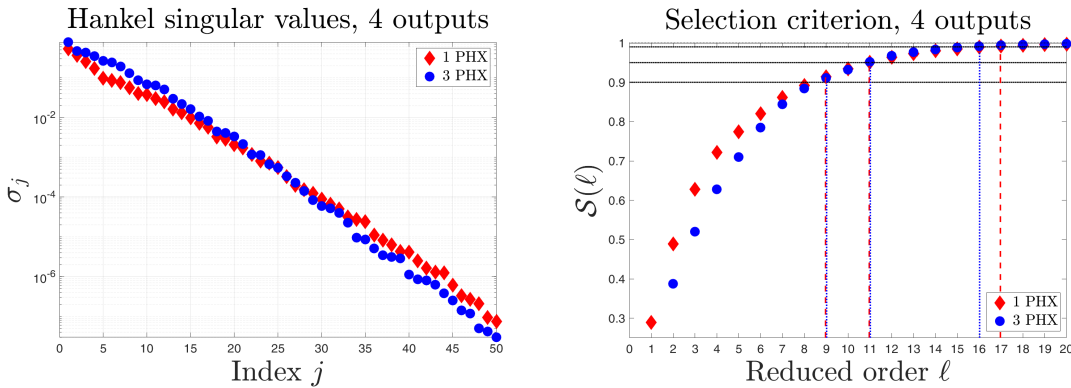 Hankel singular values, 4 outputs
1 PHX
3 PHX
10^-2
10^-4
10^-6
σ_j
0 5 10 15 20 25 30 35 40 45 50
Index j
Selection criterion, 4 outputs
1
0.9
0.8
0.7
0.6
0.5
0.4
0.3
S(ℓ)
1 PHX
3 PHX
0 1 2 3 4 5 6 7 8 9 10 11 12 13 14 15 16 17 18 19 20
Reduced order ℓ